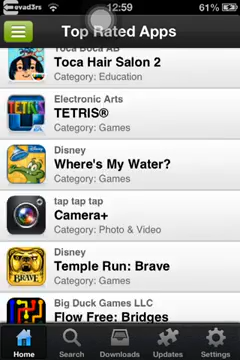 evad3rs
12:59
61%
Top Rated Apps
Toca Boca AB
Toca Hair Salon 2
Category: Education
Electronic Arts
TETRIS®
Category: Games
TETRIS
Disney
Where's My Water?
Category: Games
tap tap tap
Camera+
Category: Photo & Video
Disney
Temple Run: Brave
Category: Games
BRAVE
Big Duck Games LLC
Flow Free: Bridges
Home
Search
Downloads
Updates
Settings